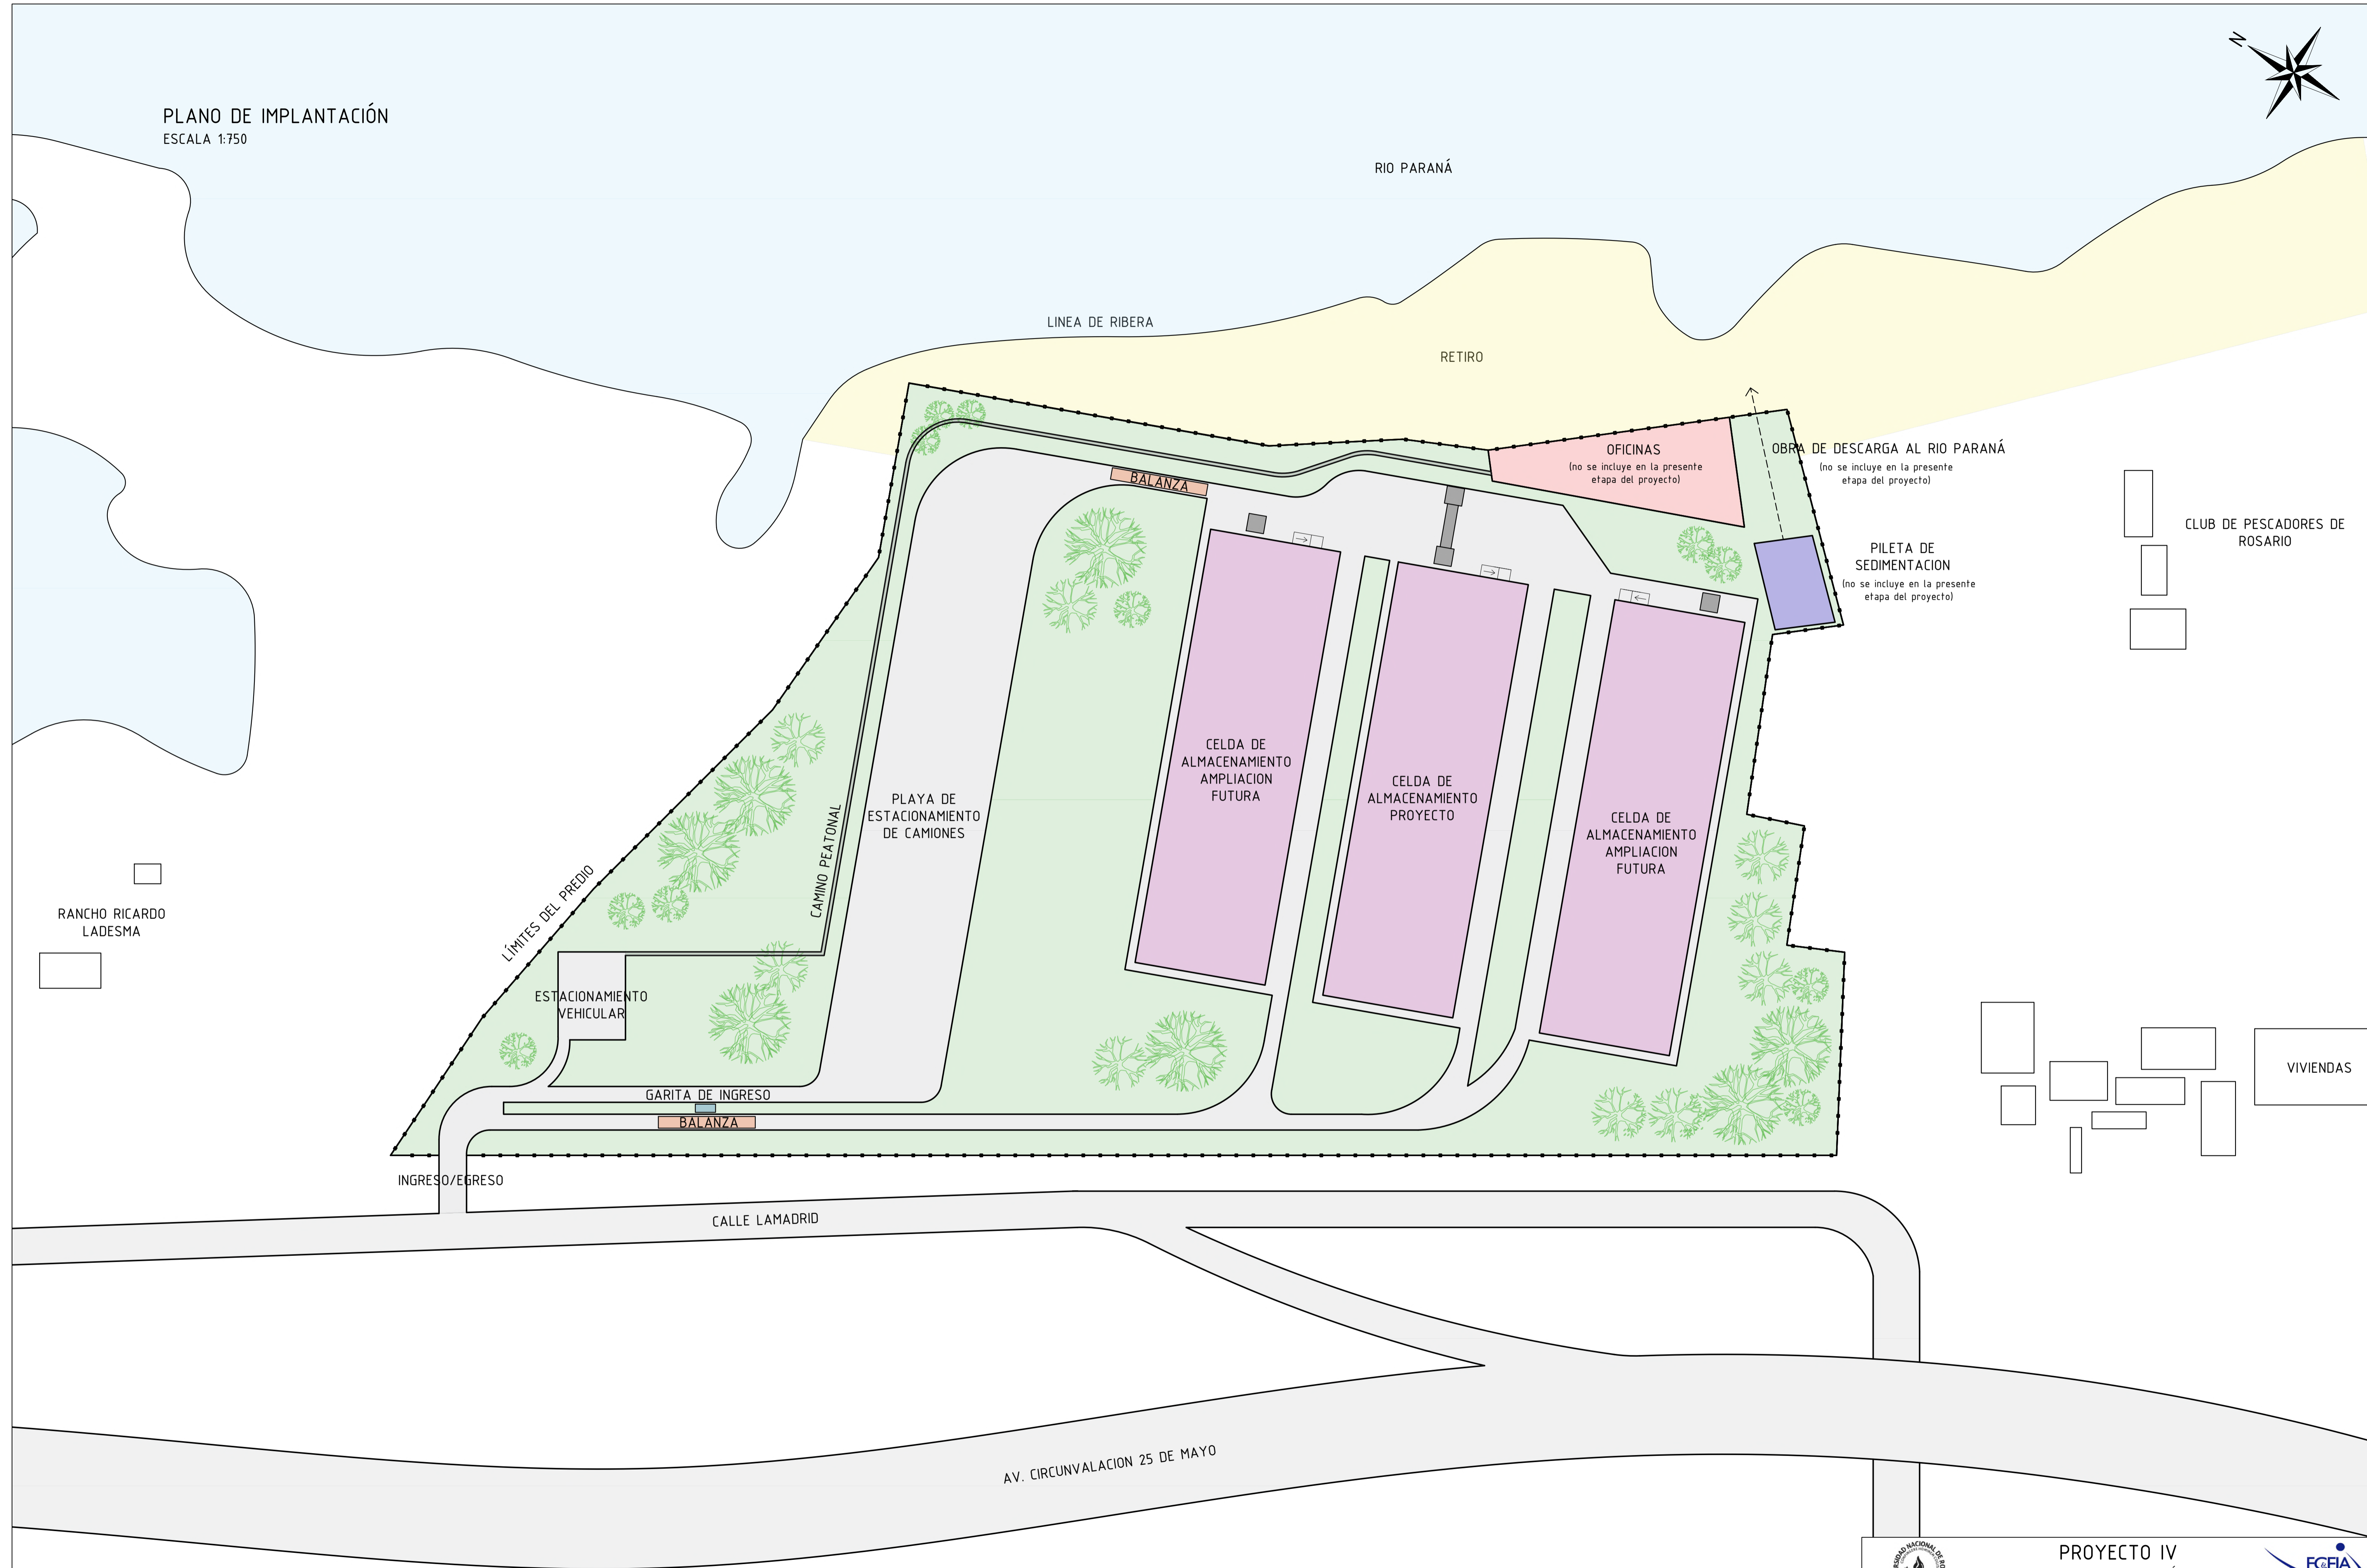 N
PLANO DE IMPLANTACIÓN
ESCALA 1:750
RIO PARANÁ
LINEA DE RIBERA
RETIRO
OFICINAS
(no se incluye en la presente
etapa del proyecto)
OBRA DE DESCARGA AL RIO PARANÁ
(no se incluye en la presente
etapa del proyecto)
BALANZA
CLUB DE PESCADORES DE
ROSARIO
PILETA DE
SEDIMENTACION
(no se incluye en la presente
etapa del proyecto)
CELDA DE
ALMACENAMIENTO
AMPLIACION
FUTURA
CELDA DE
ALMACENAMIENTO
PROYECTO
CELDA DE
ALMACENAMIENTO
AMPLIACION
FUTURA
PLAYA DE
ESTACIONAMIENTO
DE CAMIONES
CAMINO PEATONAL
LÍMITES DEL PREDIO
RANCHO RICARDO
LADESMA
ESTACIONAMIENTO
VEHICULAR
GARITA DE INGRESO
BALANZA
VIVIENDAS
INGRESO/EGRESO
CALLE LAMADRID
AV. CIRCUNVALACION 25 DE MAYO
PROYECTO IV
NACIONAL DE
FCEIA